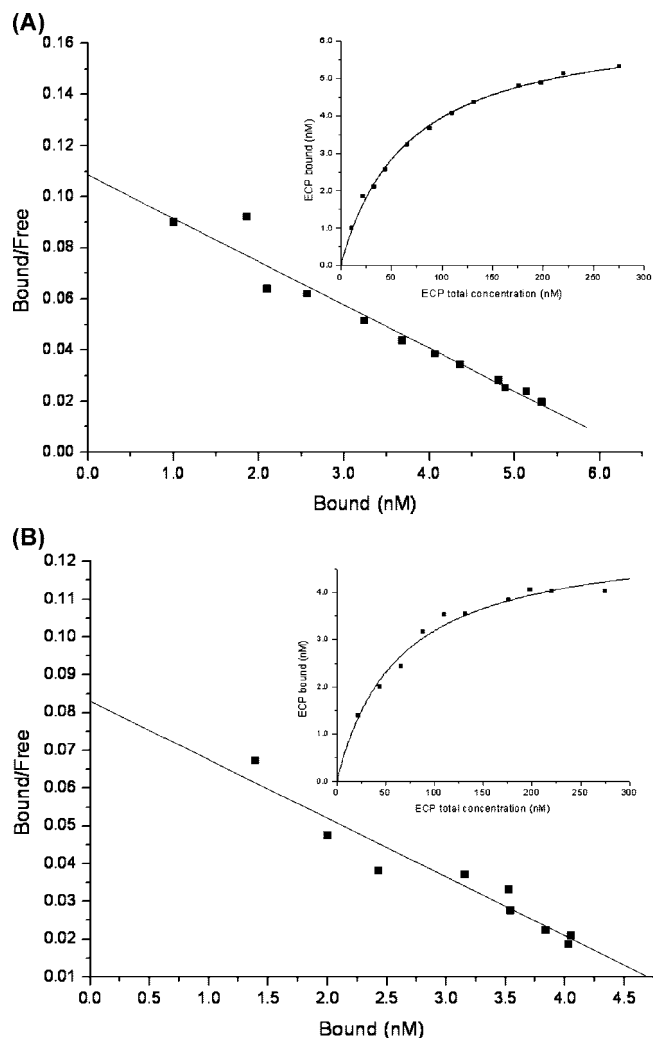 (A)
0.16
0.14
0.12
0.10
0.08
0.06
0.04
0.02
0.00
Bound/Free
0.0 1.0 2.0 3.0 4.0 5.0 6.0
Bound (nM)
6.0
5.0
4.0
3.0
2.0
1.0
0.0
ECP bound (nM)
0 50 100 150 200 250 300
ECP total concentration (nM)
(B)
0.12
0.11
0.10
0.09
0.08
0.07
0.06
0.05
0.04
0.03
0.02
0.01
Bound/Free
0.0 0.5 1.0 1.5 2.0 2.5 3.0 3.5 4.0 4.5
Bound (nM)
4.0
3.0
2.0
1.0
0.0
ECP bound (nM)
0 50 100 150 200 250 300
ECP total concentration (nM)